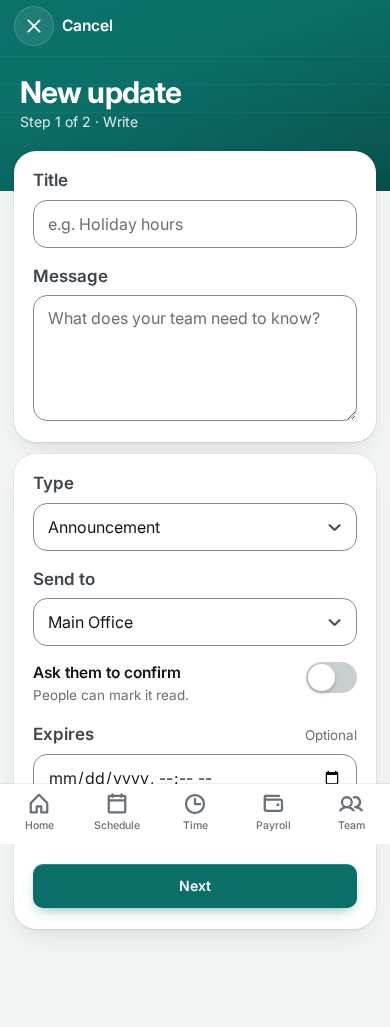 Cancel
New update
Step 1 of 2 · Write
Title
e.g. Holiday hours
Message
What does your team need to know?
Type
Announcement
Send to
Main Office
Ask them to confirm
People can mark it read.
Expires
Optional
mm/dd/yyyy, --:-- --
Home
Schedule
Time
Payroll
Team
Next